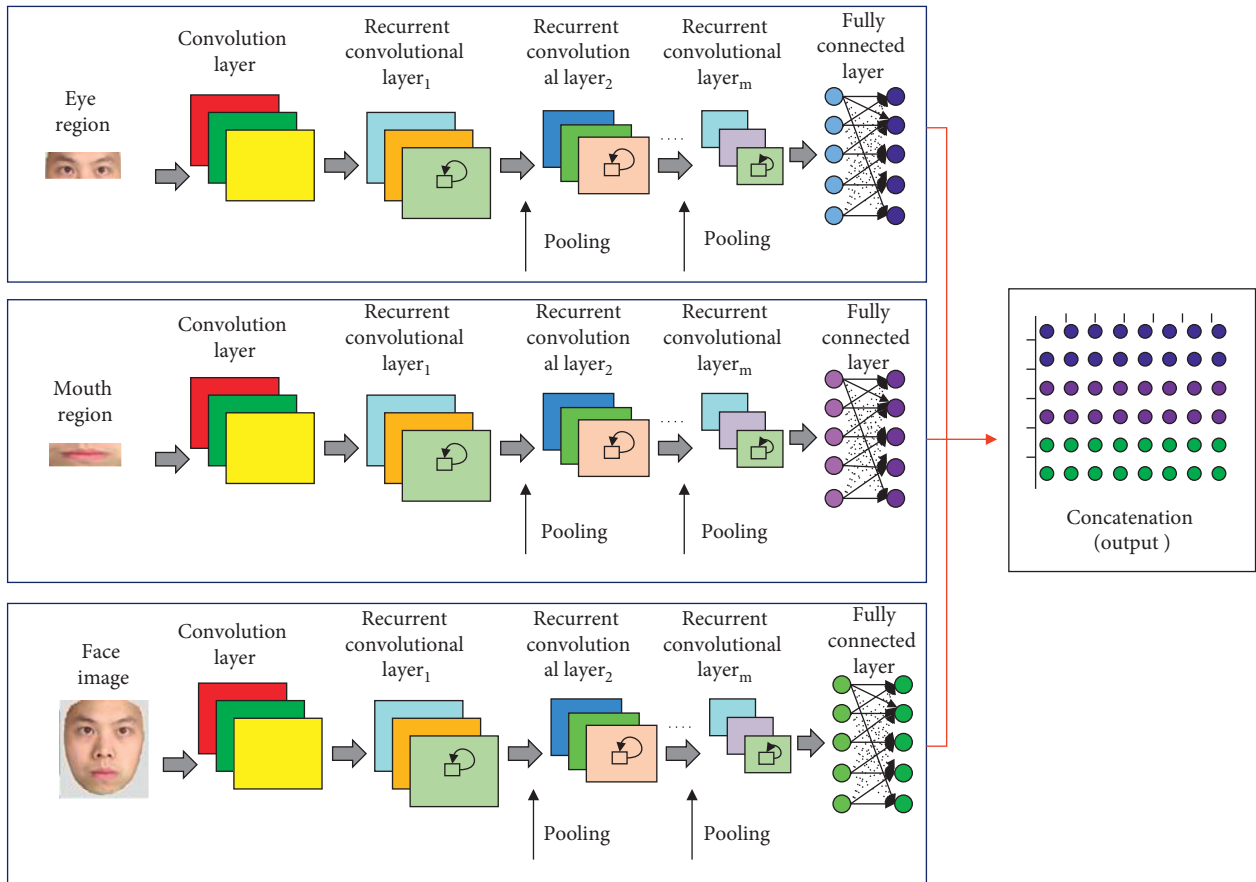 Eye
region
Convolution
layer
Recurrent
convolutional
layer₁
Recurrent
convolution
al layer₂
Recurrent
convolutional
layerₘ
Fully
connected
layer
.....
Pooling
Pooling
Mouth
region
Convolution
layer
Recurrent
convolutional
layer₁
Recurrent
convolution
al layer₂
Recurrent
convolutional
layerₘ
Fully
connected
layer
.....
Pooling
Pooling
Face
image
Convolution
layer
Recurrent
convolutional
layer₁
Recurrent
convolution
al layer₂
Recurrent
convolutional
layerₘ
Fully
connected
layer
.....
Pooling
Pooling
Concatenation
(output )